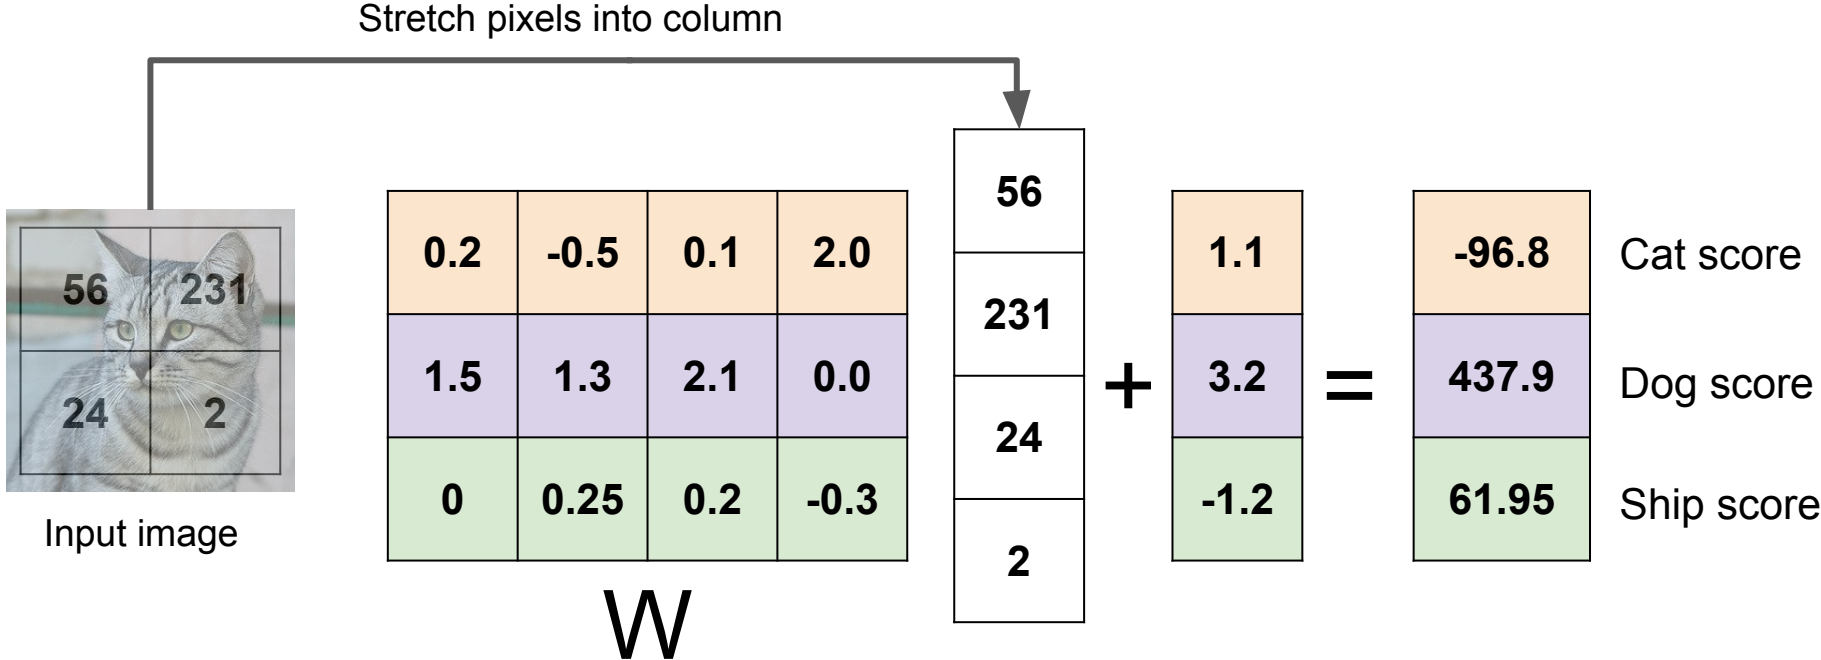 Stretch pixels into column
56 231
24 2
Input image
0.2 -0.5 0.1 2.0
1.5 1.3 2.1 0.0
0 0.25 0.2 -0.3
W
56
231
24
2
+
1.1
3.2
-1.2
=
-96.8 Cat score
437.9 Dog score
61.95 Ship score